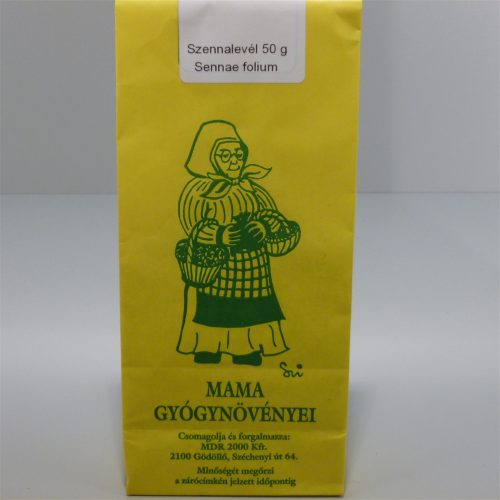 Szennalevél 50 g
Sennae folium
MAMA
GYÓGYNÖVÉNYEI
Csomagolja és forgalmazza:
MDR 2000 Kft.
2100 Gödöllő, Széchenyi út 64.
Minőségét megőrzi
a zárócímkén jelzett időpontig